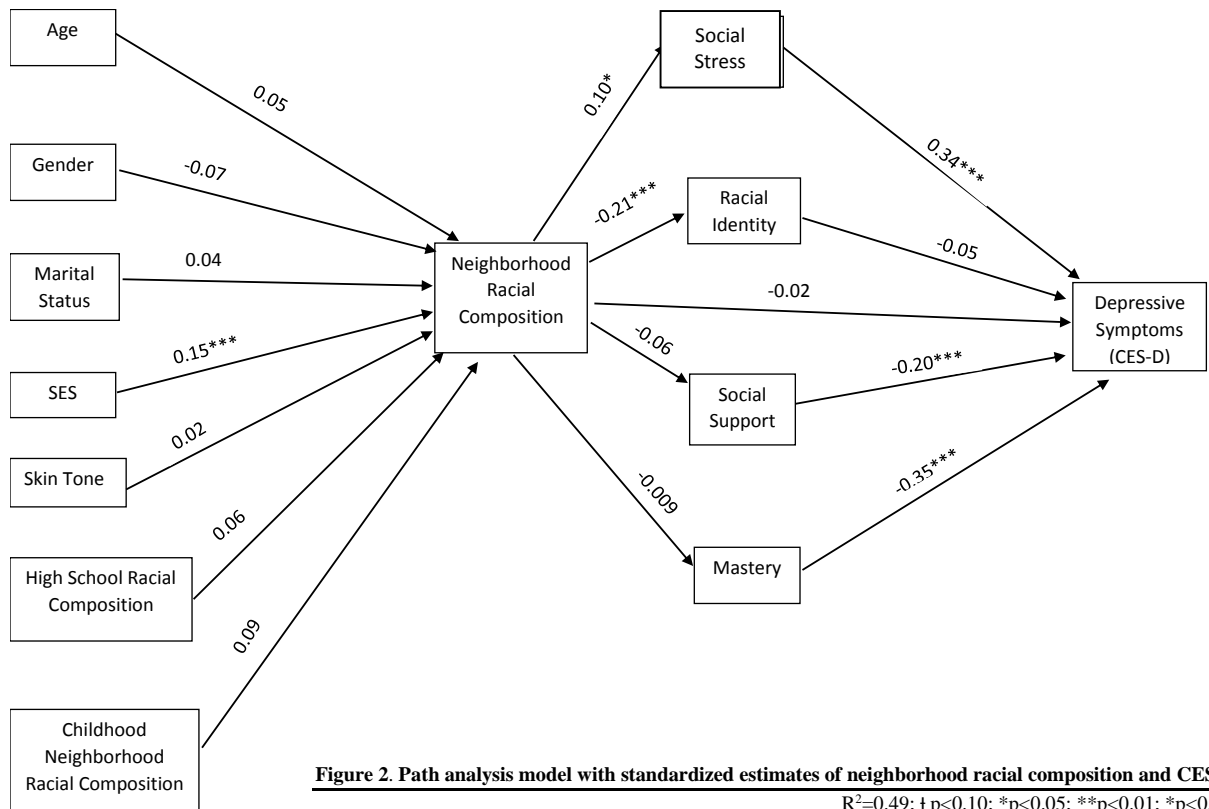 Age
Gender
Marital
Status
SES
Skin Tone
High School Racial
Composition
Childhood
Neighborhood
Racial Composition
0.05
-0.07
0.04
0.15***
0.02
0.06
0.09
Neighborhood
Racial
Composition
0.10*
-0.21***
-0.02
-0.06
-0.009
Social
Stress
Racial
Identity
Social
Support
Mastery
0.34***
-0.05
-0.20***
-0.35***
Depressive
Symptoms
(CES-D)
Figure 2. Path analysis model with standardized estimates of neighborhood racial composition and CES
R²=0.49; ƚ p<0.10; *p<0.05; **p<0.01; *p<0